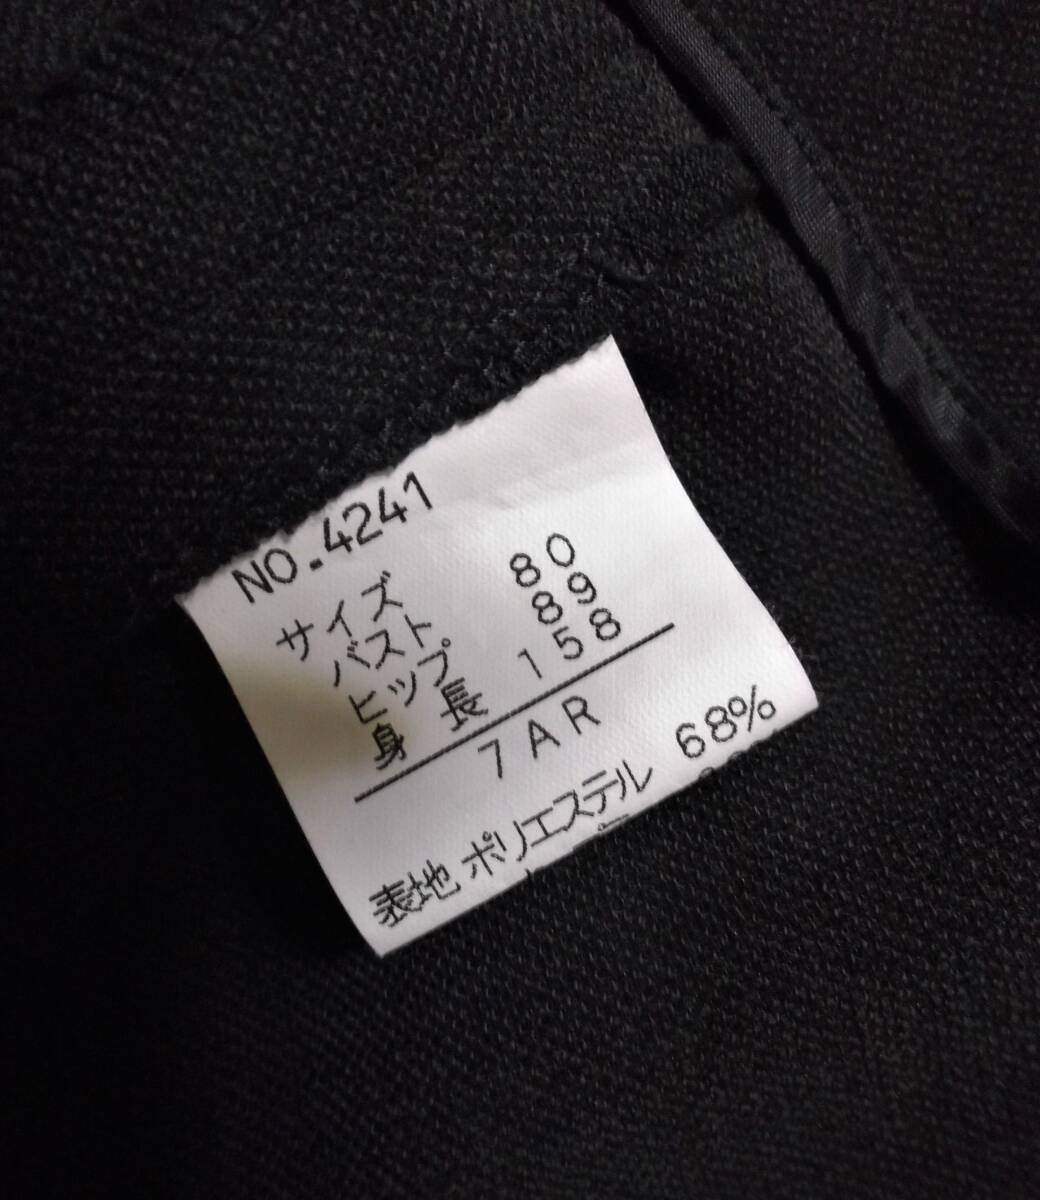 NO.4241
サイズ
バスト 80
ヒップ 89
身長 158
7AR
表地 ポリエステル 68%